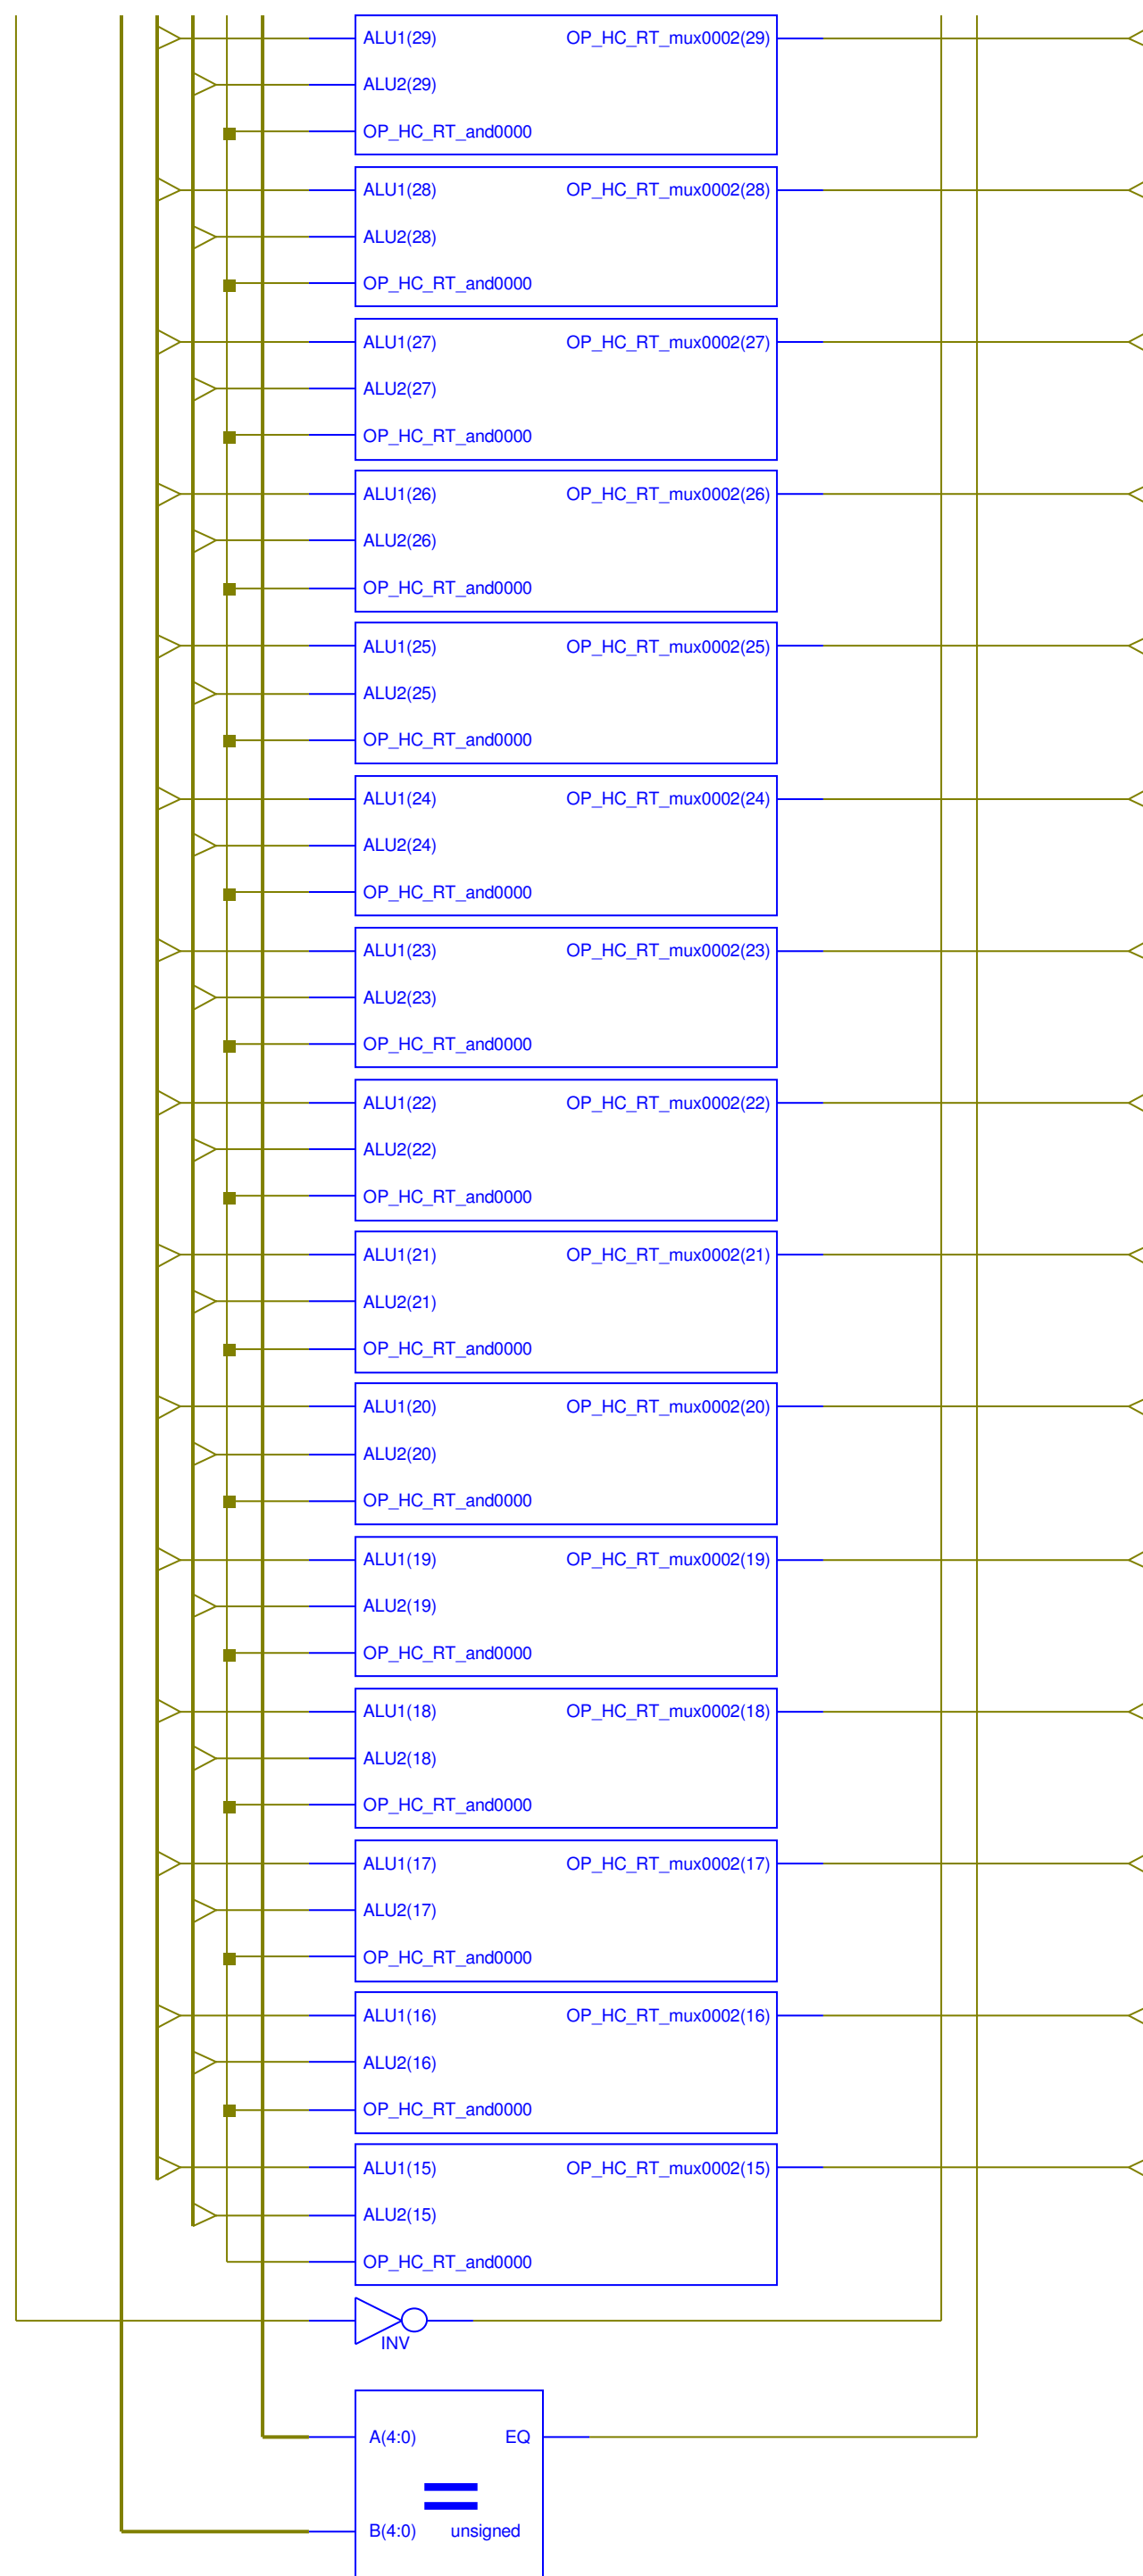 ALU1(29) OP_HC_RT_mux0002(29)
ALU2(29)
OP_HC_RT_and0000
ALU1(28) OP_HC_RT_mux0002(28)
ALU2(28)
OP_HC_RT_and0000
ALU1(27) OP_HC_RT_mux0002(27)
ALU2(27)
OP_HC_RT_and0000
ALU1(26) OP_HC_RT_mux0002(26)
ALU2(26)
OP_HC_RT_and0000
ALU1(25) OP_HC_RT_mux0002(25)
ALU2(25)
OP_HC_RT_and0000
ALU1(24) OP_HC_RT_mux0002(24)
ALU2(24)
OP_HC_RT_and0000
ALU1(23) OP_HC_RT_mux0002(23)
ALU2(23)
OP_HC_RT_and0000
ALU1(22) OP_HC_RT_mux0002(22)
ALU2(22)
OP_HC_RT_and0000
ALU1(21) OP_HC_RT_mux0002(21)
ALU2(21)
OP_HC_RT_and0000
ALU1(20) OP_HC_RT_mux0002(20)
ALU2(20)
OP_HC_RT_and0000
ALU1(19) OP_HC_RT_mux0002(19)
ALU2(19)
OP_HC_RT_and0000
ALU1(18) OP_HC_RT_mux0002(18)
ALU2(18)
OP_HC_RT_and0000
ALU1(17) OP_HC_RT_mux0002(17)
ALU2(17)
OP_HC_RT_and0000
ALU1(16) OP_HC_RT_mux0002(16)
ALU2(16)
OP_HC_RT_and0000
ALU1(15) OP_HC_RT_mux0002(15)
ALU2(15)
OP_HC_RT_and0000
INV
A(4:0) EQ
B(4:0) unsigned